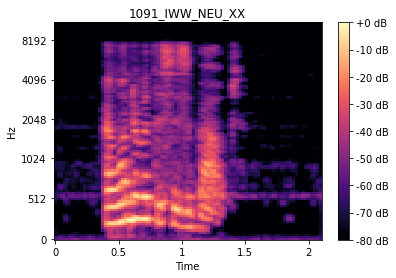 1091_IWW_NEU_XX
+0 dB
8192
-10 dB
4096
-20 dB
-30 dB
2048
-40 dB
Hz
1024
-50 dB
512
-60 dB
-70 dB
0
-80 dB
0 0.5 1 1.5 2
Time